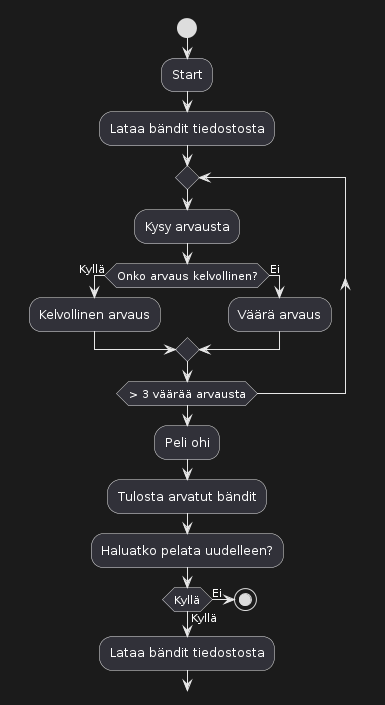 Start
Lataa bändit tiedostosta
Kysy arvausta
Kyllä
Onko arvaus kelvollinen?
Ei
Kelvollinen arvaus
Väärä arvaus
> 3 väärää arvausta
Peli ohi
Tulosta arvatut bändit
Haluatko pelata uudelleen?
Kyllä
Ei
Kyllä
Lataa bändit tiedostosta